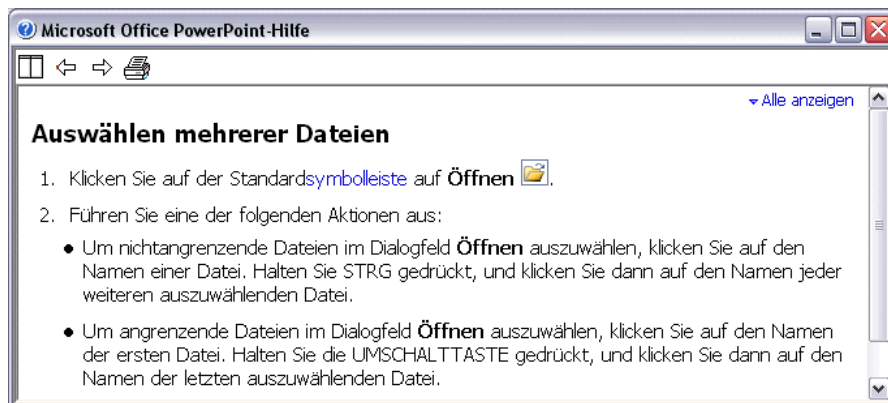 Microsoft Office PowerPoint-Hilfe
Alle anzeigen
Auswählen mehrerer Dateien
1. Klicken Sie auf der Standardsymbolleiste auf Öffnen .
2. Führen Sie eine der folgenden Aktionen aus:
• Um nichtangrenzende Dateien im Dialogfeld Öffnen auszuwählen, klicken Sie auf den
Namen einer Datei. Halten Sie STRG gedrückt, und klicken Sie dann auf den Namen jeder
weiteren auszuwählenden Datei.
• Um angrenzende Dateien im Dialogfeld Öffnen auszuwählen, klicken Sie auf den Namen
der ersten Datei. Halten Sie die UMSCHALTTASTE gedrückt, und klicken Sie dann auf den
Namen der letzten auszuwählenden Datei.